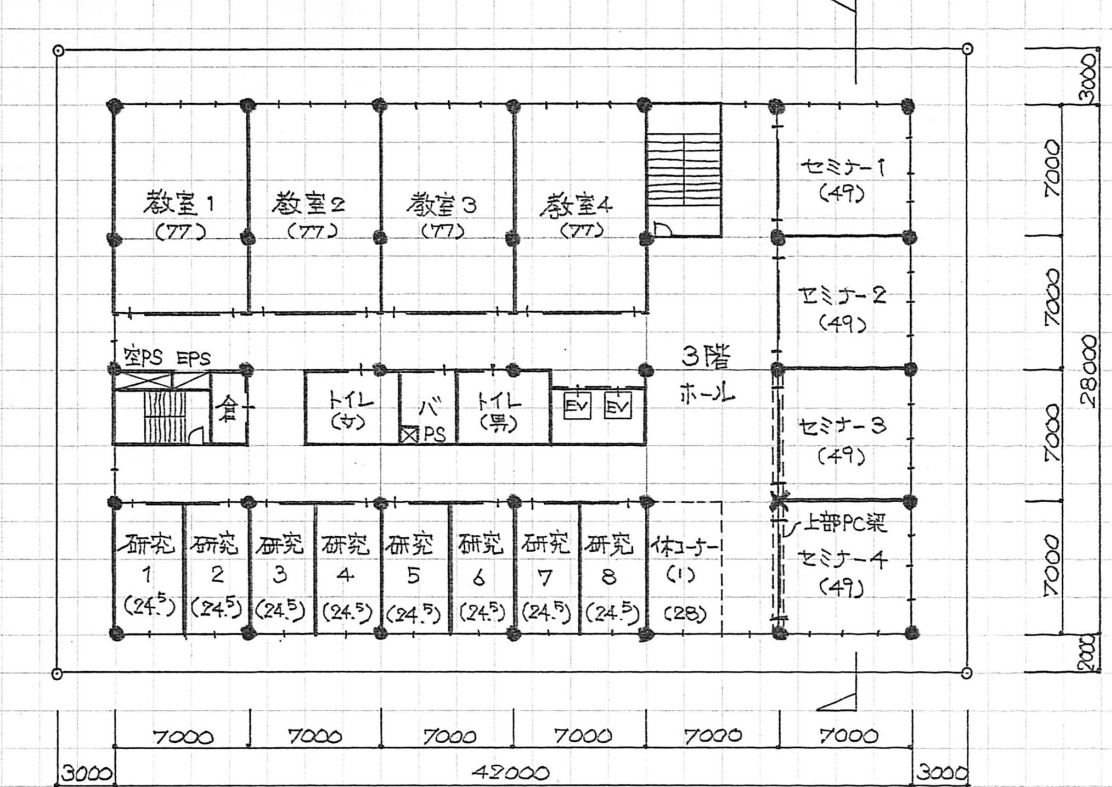 3000
教室1
(77)
教室2
(77)
教室3
(77)
教室4
(77)
セミナー1
(49)
7000
セミナー2
(49)
7000
空PS EPS
倉
トイレ
(女)
バ
PS
トイレ
(男)
EV
EV
3階
ホール
セミナー3
(49)
7000
28000
研究
1
(24.5)
研究
2
(24.5)
研究
3
(24.5)
研究
4
(24.5)
研究
5
(24.5)
研究
6
(24.5)
研究
7
(24.5)
研究
8
(24.5)
休コーナー
(1)
(28)
上部PC梁
セミナー4
(49)
7000
2000
7000
7000
7000
7000
7000
7000
3000
42000
3000